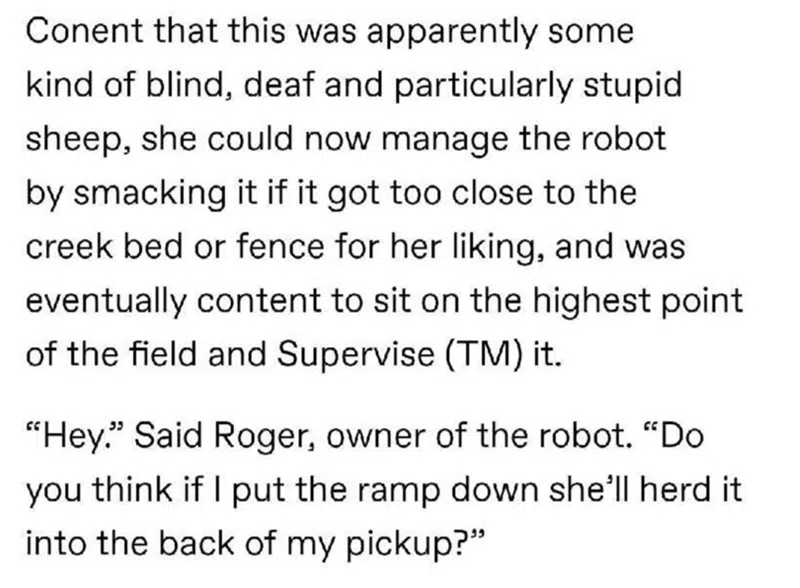 Conent that this was apparently some
kind of blind, deaf and particularly stupid
sheep, she could now manage the robot
by smacking it if it got too close to the
creek bed or fence for her liking, and was
eventually content to sit on the highest point
of the field and Supervise (TM) it.
“Hey.” Said Roger, owner of the robot. “Do
you think if I put the ramp down she’ll herd it
into the back of my pickup?”